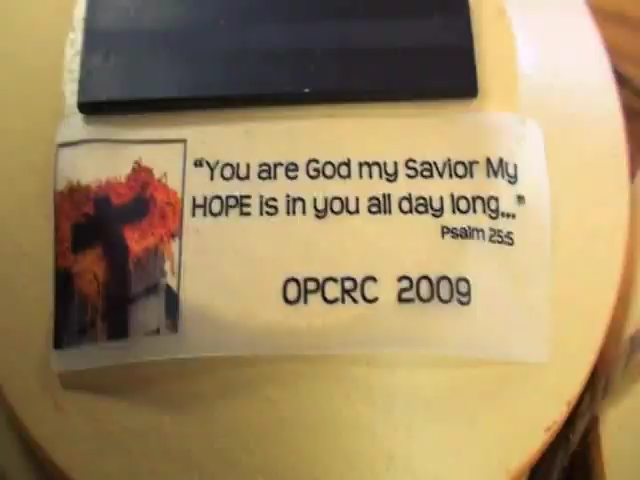 “You are God my Savior My
HOPE is in you all day long...”
Psalm 25:5
OPCRC 2009